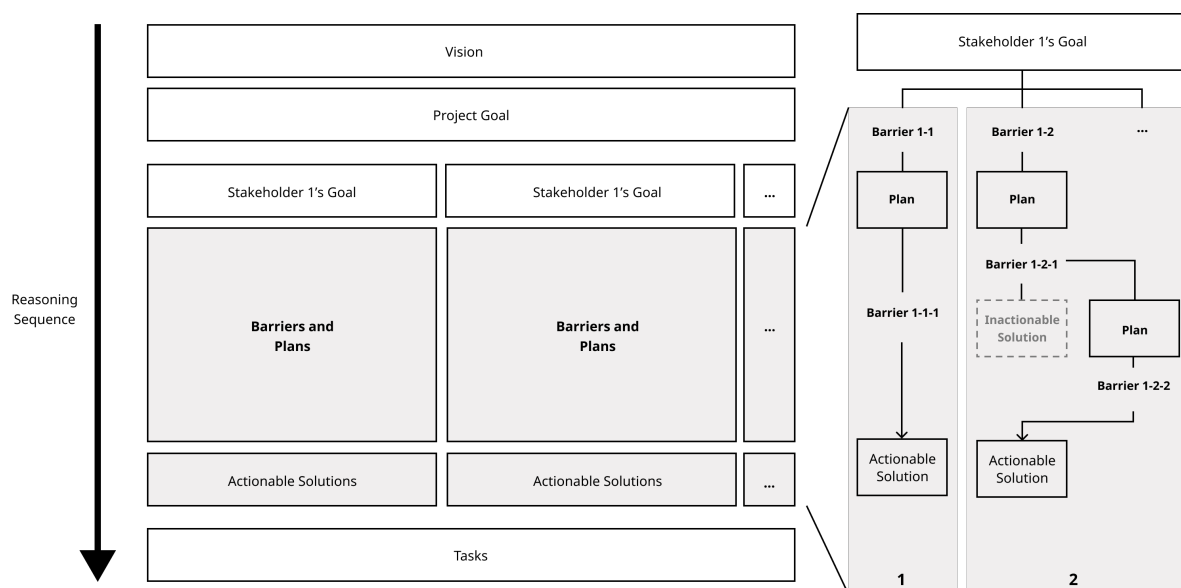 Reasoning
Sequence
Vision
Project Goal
Stakeholder 1’s Goal
Stakeholder 1’s Goal
...
Barriers and
Plans
Barriers and
Plans
...
Actionable Solutions
Actionable Solutions
...
Tasks
Stakeholder 1’s Goal
Barrier 1-1
Plan
Barrier 1-1-1
Actionable
Solution
1
Barrier 1-2
...
Plan
Barrier 1-2-1
Inactionable
Solution
Plan
Barrier 1-2-2
Actionable
Solution
2